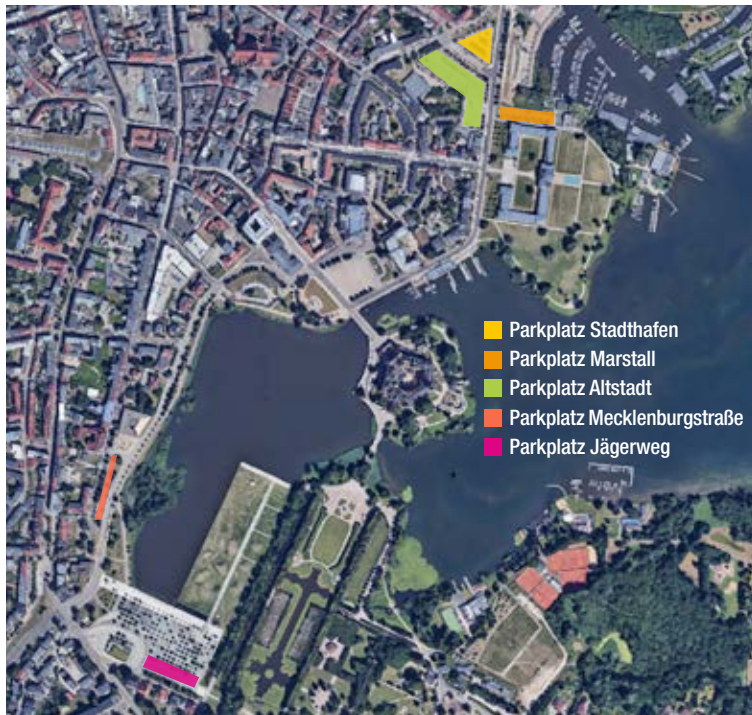 Parkplatz Stadthafen
Parkplatz Marstall
Parkplatz Altstadt
Parkplatz Mecklenburgstraße
Parkplatz Jägerweg